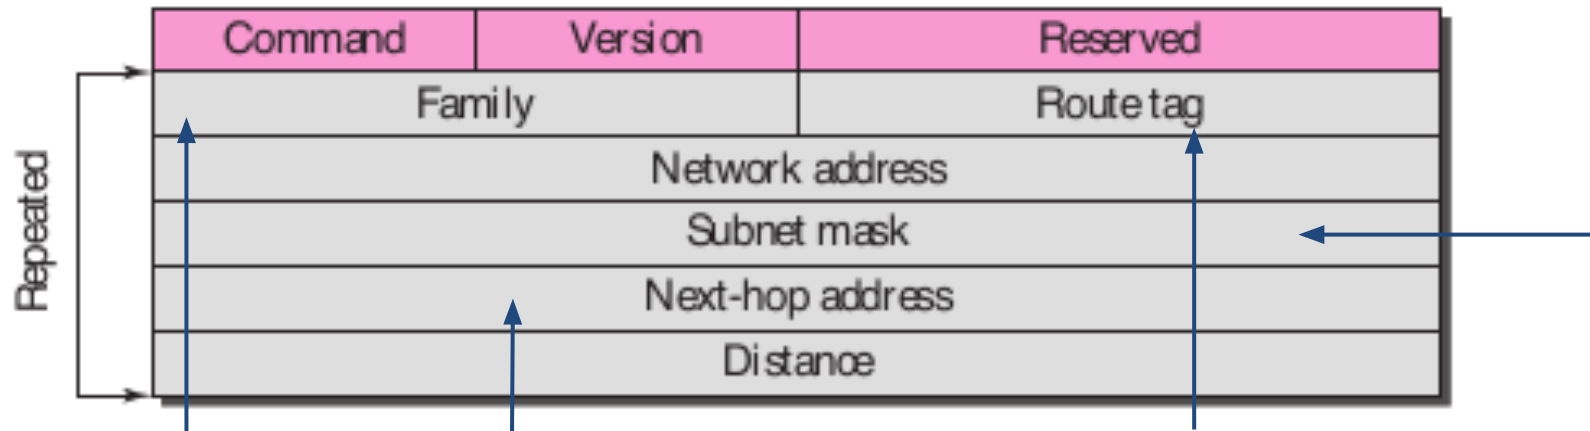 Command Version Reserved
Family Route tag
Network address
Subnet mask
Next-hop address
Distance
Repeated